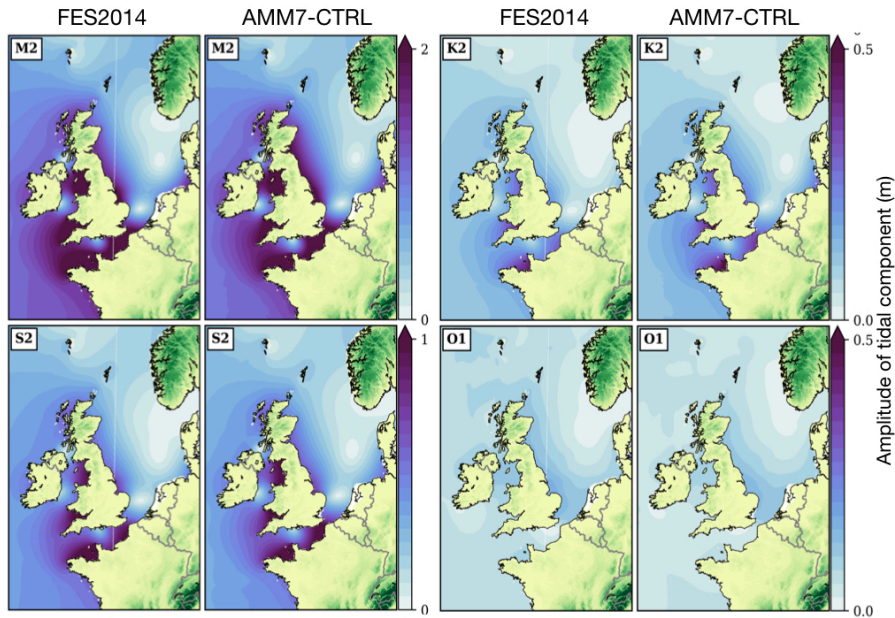 FES2014 AMM7-CTRL FES2014 AMM7-CTRL
M2 M2 2 K2 K2 0.5
0 0.0
S2 S2 1 O1 O1 0.5
0 0.0
Amplitude of tidal component (m)